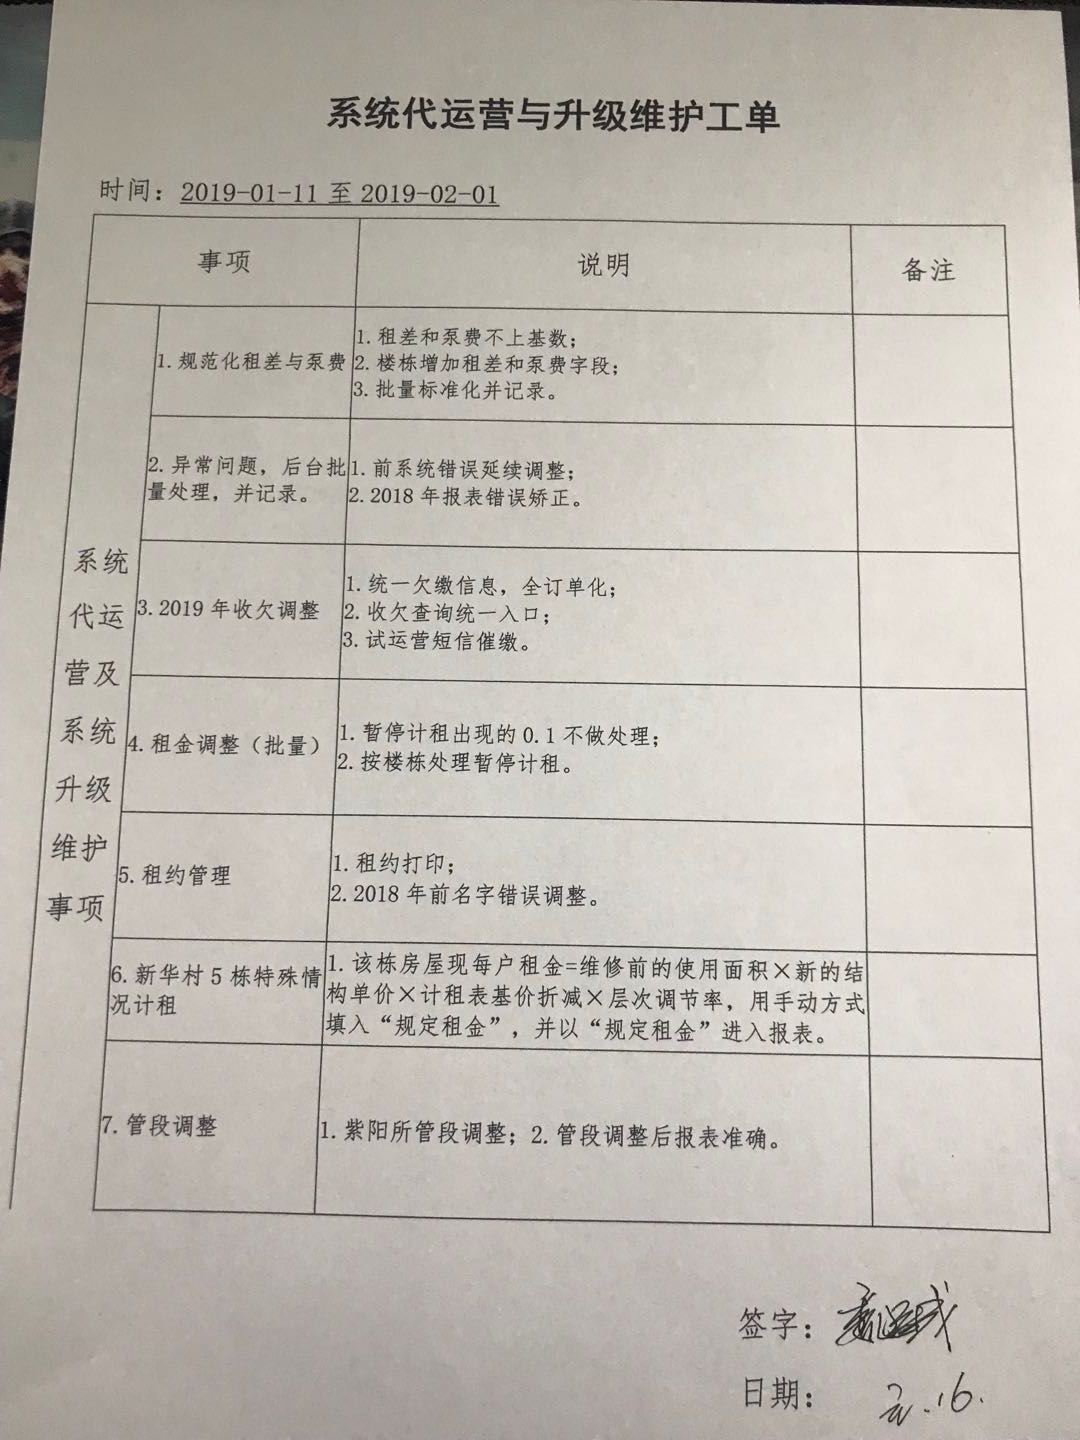 系统代运营与升级维护工单
时间：2019-01-11 至 2019-02-01
事项
说明
备注
系统
代运
营及
系统
升级
维护
事项
1.规范化租差与泵费
1.租差和泵费不上基数；
2.楼栋增加租差和泵费字段；
3.批量标准化并记录。
2.异常问题，后台批
量处理，并记录。
1.前系统错误延续调整；
2.2018年报表错误矫正。
3.2019年收欠调整
1.统一欠缴信息，全订单化；
2.收欠查询统一入口；
3.试运营短信催缴。
4.租金调整（批量）
1.暂停计租出现的0.1不做处理；
2.按楼栋处理暂停计租。
5.租约管理
1.租约打印；
2.2018年前名字错误调整。
6.新华村5栋特殊情
况计租
1.该栋房屋现每户租金=维修前的使用面积×新的结
构单价×计租表基价折减×层次调节率，用手动方式
填入“规定租金”，并以“规定租金”进入报表。
7.管段调整
1.紫阳所管段调整；2.管段调整后报表准确。
签字：
日期：